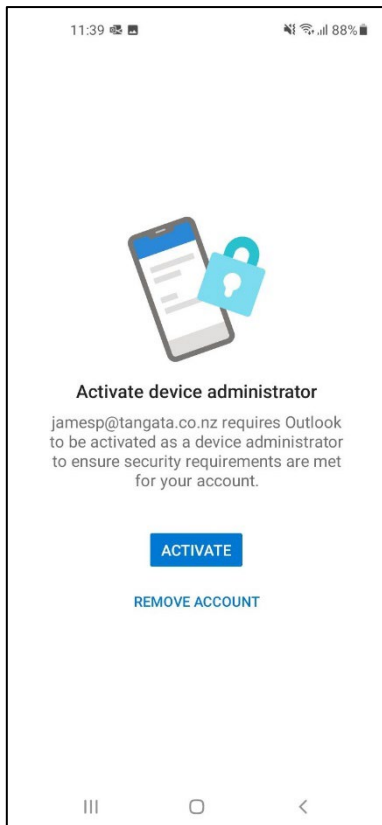 11:39 88%
Activate device administrator
jamesp@tangata.co.nz requires Outlook
to be activated as a device administrator
to ensure security requirements are met
for your account.
ACTIVATE
REMOVE ACCOUNT